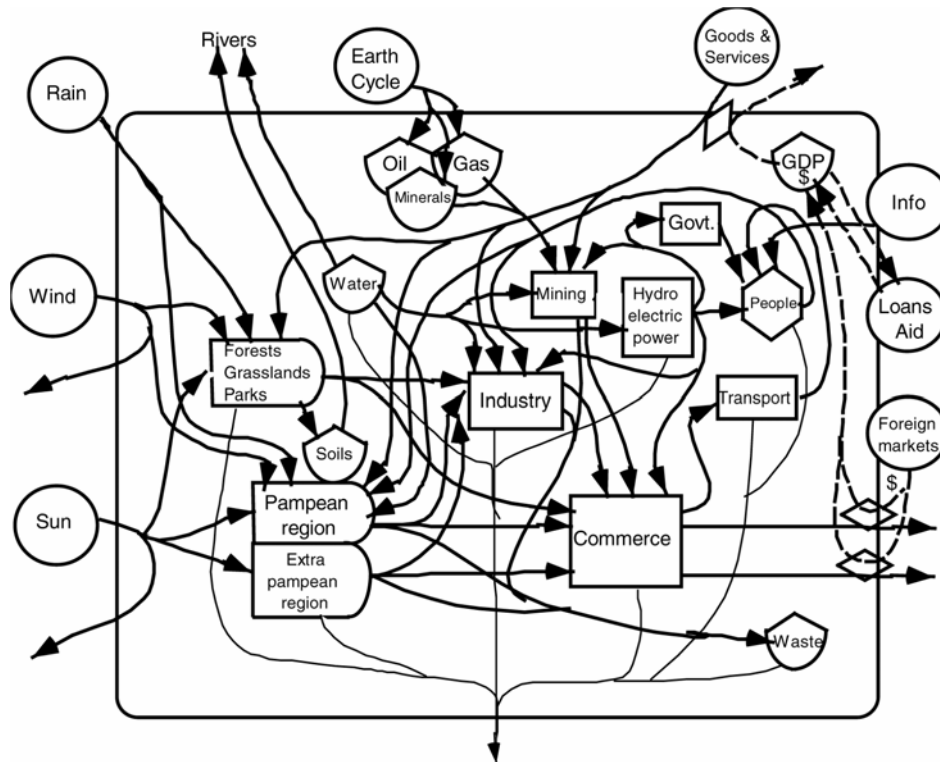 Rivers
Goods &
Services
Earth
Cycle
Rain
Oil
Gas
GDP
$
Minerals
Info
Govt.
Water
Wind
Mining
Hydro
electric
power
People
Loans
Aid
Forests
Grasslands
Parks
Industry
Transport
Foreign
markets
$
Soils
Sun
Pampean
region
Commerce
Extra
pampean
region
Waste